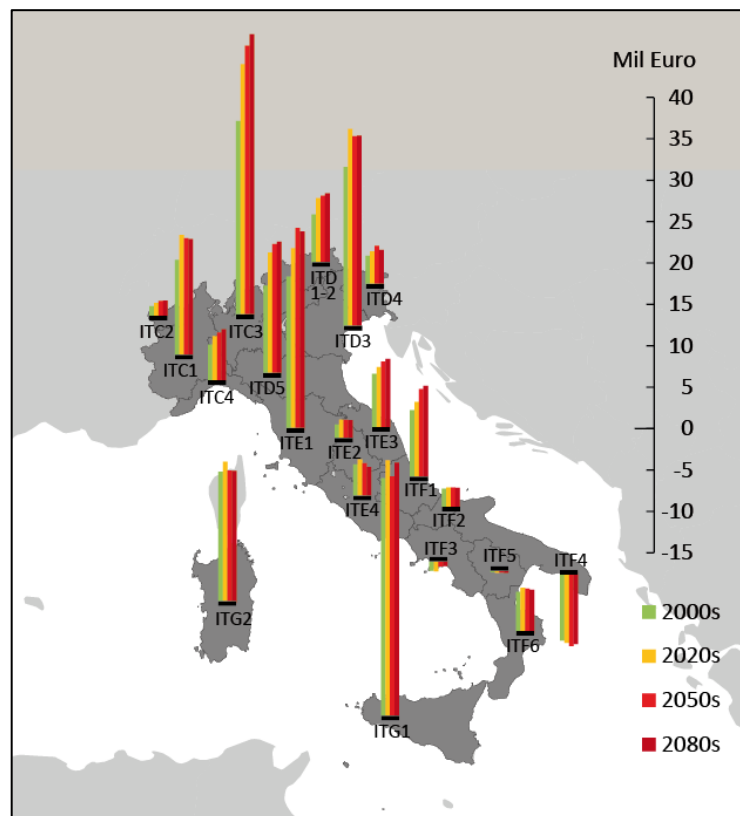 Mil Euro
40
35
30
25
20
15
10
5
0
-5
-10
-15
ITD
1-2
ITD4
ITC2
ITC3
ITD3
ITC1
ITD5
ITC4
ITE1
ITE2
ITE3
ITF1
ITE4
ITF2
ITF3
ITF5
ITF4
ITG2
ITF6
ITG1
2000s
2020s
2050s
2080s